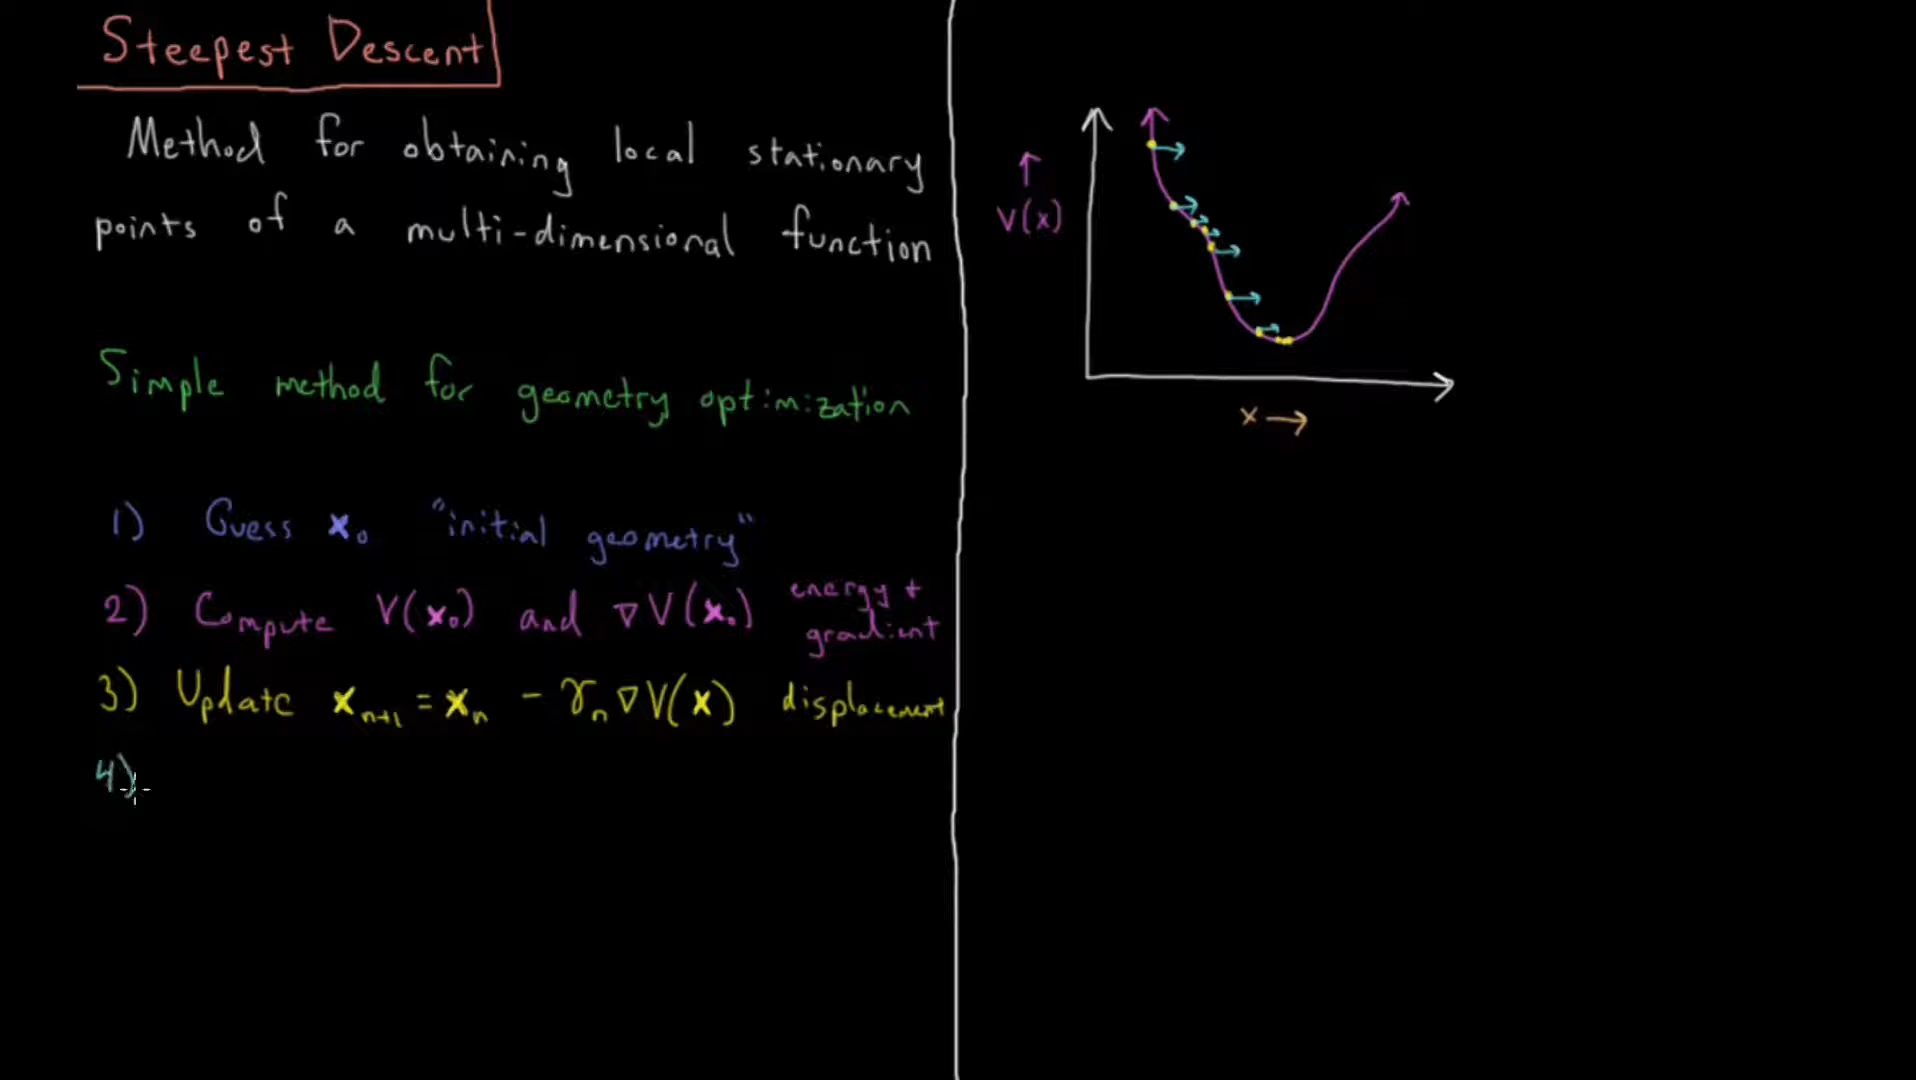 Steepest Descent
Method for obtaining local stationary
points of a multi-dimensional function
Simple method for geometry optimization
1) Guess x₀ "initial geometry"
2) Compute V(x₀) and ∇V(x₀) energy + gradient
3) Update xₙ₊₁ = xₙ - γₙ∇V(x) displacement
4)
↑
V(x)
x →